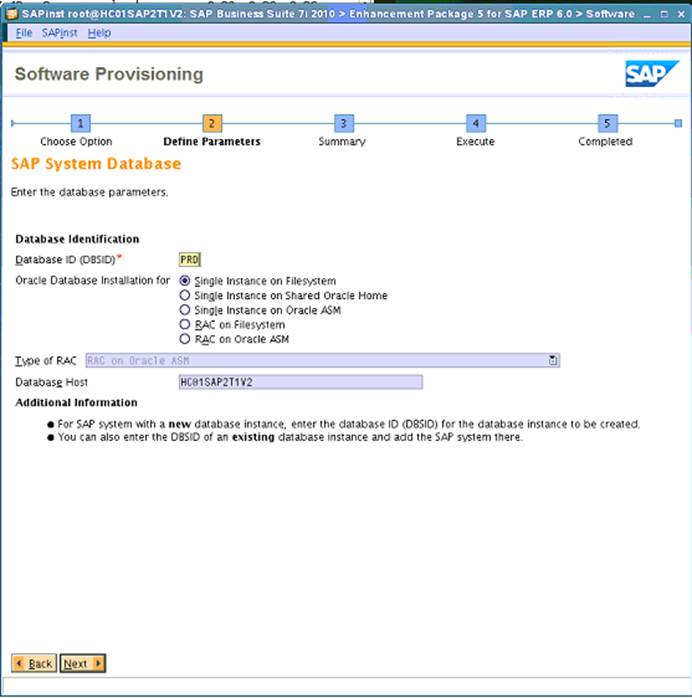 SAPinst root@HC01SAP2T1V2: SAP Business Suite 7i 2010 > Enhancement Package 5 for SAP ERP 6.0 > Software
File SAPinst Help
Software Provisioning
SAP
1 2 3 4 5
Choose Option Define Parameters Summary Execute Completed
SAP System Database
Enter the database parameters.
Database Identification
Database ID (DBSID)* PRD
Oracle Database Installation for Single Instance on Filesystem
Single Instance on Shared Oracle Home
Single Instance on Oracle ASM
RAC on Filesystem
RAC on Oracle ASM
Type of RAC RAC on Oracle ASM
Database Host HC01SAP2T1V2
Additional Information
● For SAP system with a new database instance, enter the database ID (DBSID) for the database instance to be created.
● You can also enter the DBSID of an existing database instance and add the SAP system there.
Back Next